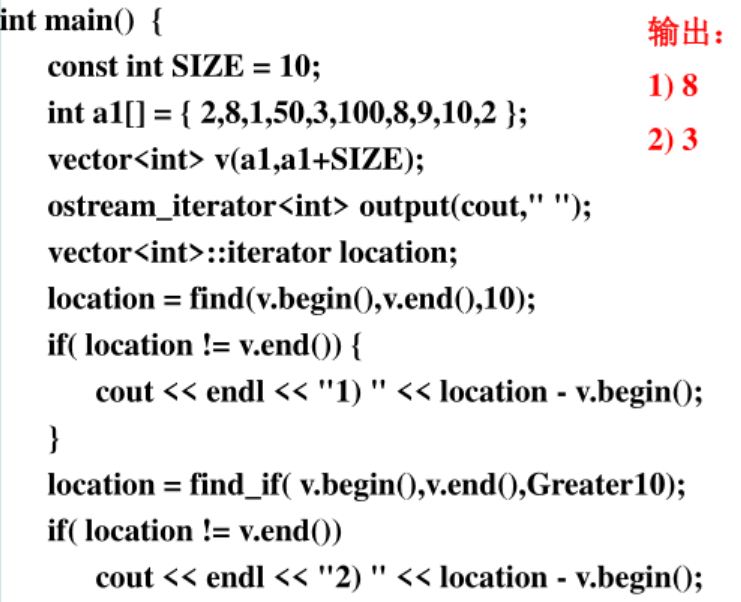 int main() {
const int SIZE = 10;
int a1[] = { 2,8,1,50,3,100,8,9,10,2 };
vector<int> v(a1,a1+SIZE);
ostream_iterator<int> output(cout," ");
vector<int>::iterator location;
location = find(v.begin(),v.end(),10);
if( location != v.end()) {
cout << endl << "1) " << location - v.begin();
}
location = find_if( v.begin(),v.end(),Greater10);
if( location != v.end())
cout << endl << "2) " << location - v.begin();
输出：
1) 8
2) 3